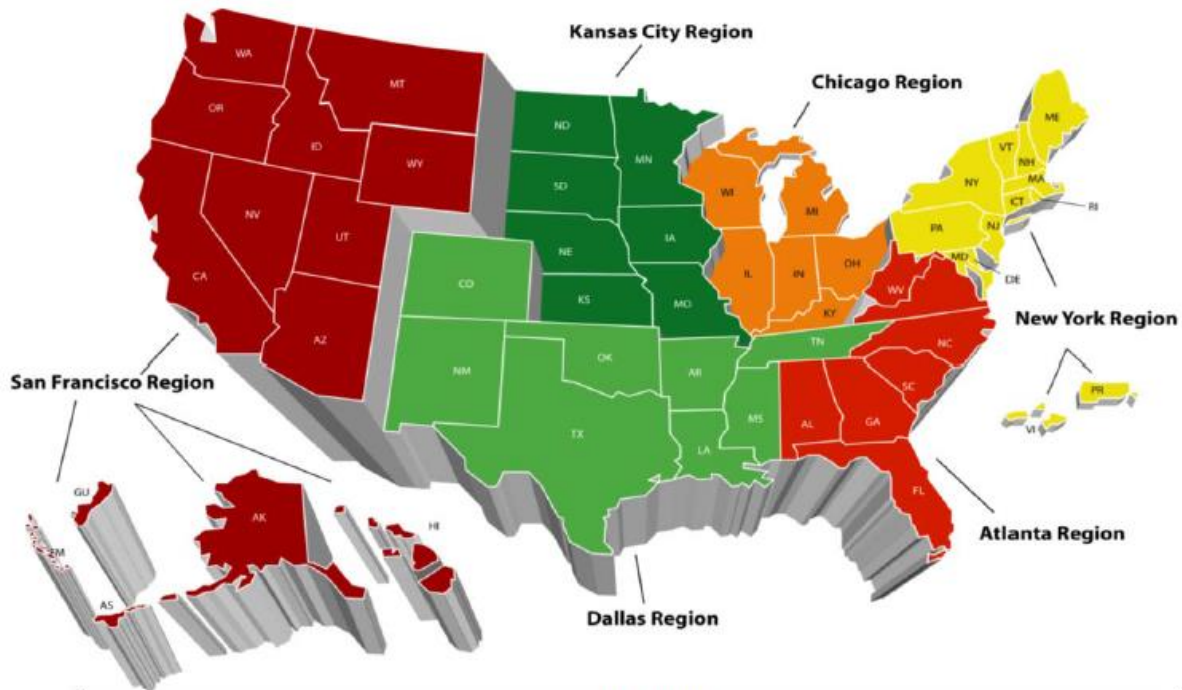 Kansas City Region
Chicago Region
WA
MT
ME
OR
ND
VT
ID
MN
NH
WY
MA
SD
WI
NY
NV
MI
CT
RI
UT
IA
PA
NJ
CA
NE
OH
MD
CO
IL
IN
DE
WV
KS
MO
KY
New York Region
AZ
TN
OK
NC
NM
AR
San Francisco Region
SC
PR
MS
AL
GA
TX
VI
LA
GU
FL
AK
HI
Atlanta Region
FM
AS
Dallas Region